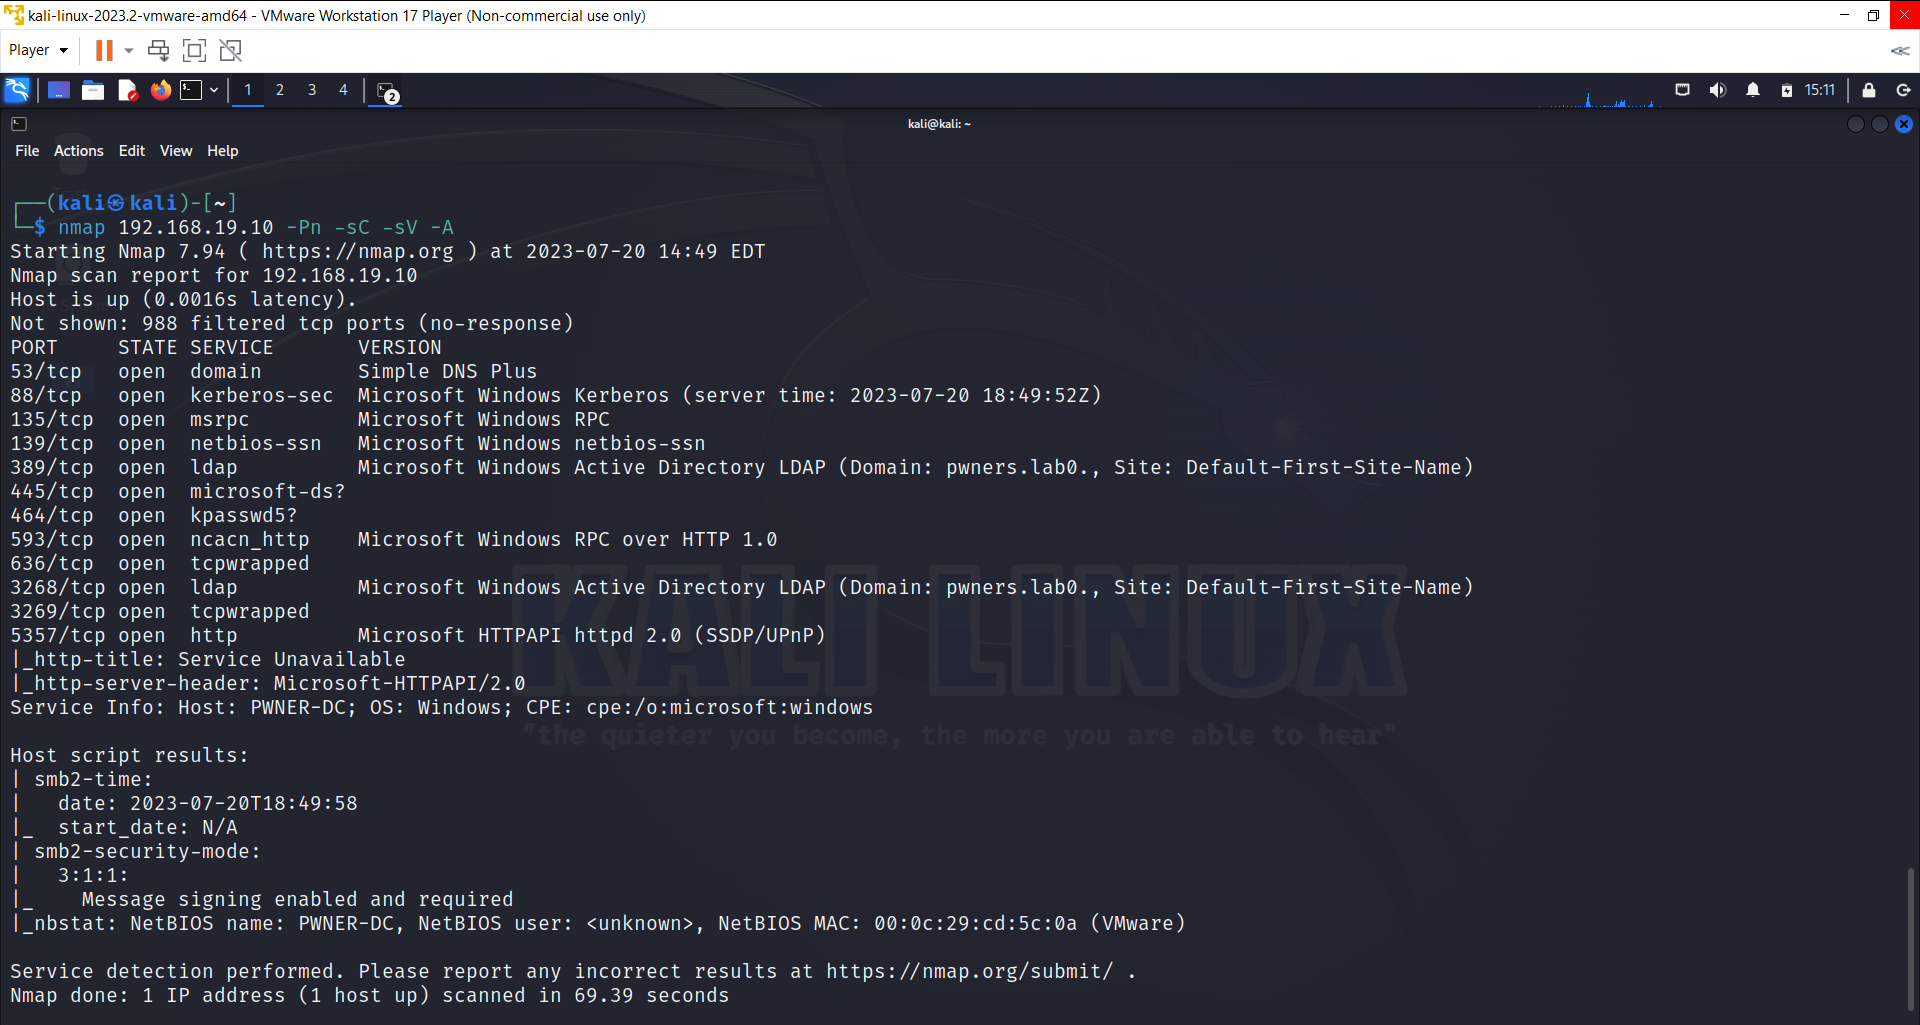 kali-linux-2023.2-vmware-amd64 - VMware Workstation 17 Player (Non-commercial use only)
Player
1 2 3 4 2 15:11
kali@kali: ~
File Actions Edit View Help
┌──(kali㉿kali)-[~]
└─$ nmap 192.168.19.10 -Pn -sC -sV -A
Starting Nmap 7.94 ( https://nmap.org ) at 2023-07-20 14:49 EDT
Nmap scan report for 192.168.19.10
Host is up (0.0016s latency).
Not shown: 988 filtered tcp ports (no-response)
PORT     STATE SERVICE       VERSION
53/tcp   open  domain        Simple DNS Plus
88/tcp   open  kerberos-sec  Microsoft Windows Kerberos (server time: 2023-07-20 18:49:52Z)
135/tcp  open  msrpc         Microsoft Windows RPC
139/tcp  open  netbios-ssn   Microsoft Windows netbios-ssn
389/tcp  open  ldap          Microsoft Windows Active Directory LDAP (Domain: pwners.lab0., Site: Default-First-Site-Name)
445/tcp  open  microsoft-ds?
464/tcp  open  kpasswd5?
593/tcp  open  ncacn_http    Microsoft Windows RPC over HTTP 1.0
636/tcp  open  tcpwrapped
3268/tcp open  ldap          Microsoft Windows Active Directory LDAP (Domain: pwners.lab0., Site: Default-First-Site-Name)
3269/tcp open  tcpwrapped
5357/tcp open  http          Microsoft HTTPAPI httpd 2.0 (SSDP/UPnP)
|_http-title: Service Unavailable
|_http-server-header: Microsoft-HTTPAPI/2.0
Service Info: Host: PWNER-DC; OS: Windows; CPE: cpe:/o:microsoft:windows
KALI LINUX
"the quieter you become, the more you are able to hear"
Host script results:
| smb2-time:
|   date: 2023-07-20T18:49:58
|_  start_date: N/A
| smb2-security-mode:
|   3:1:1:
|_    Message signing enabled and required
|_nbstat: NetBIOS name: PWNER-DC, NetBIOS user: <unknown>, NetBIOS MAC: 00:0c:29:cd:5c:0a (VMware)
Service detection performed. Please report any incorrect results at https://nmap.org/submit/ .
Nmap done: 1 IP address (1 host up) scanned in 69.39 seconds